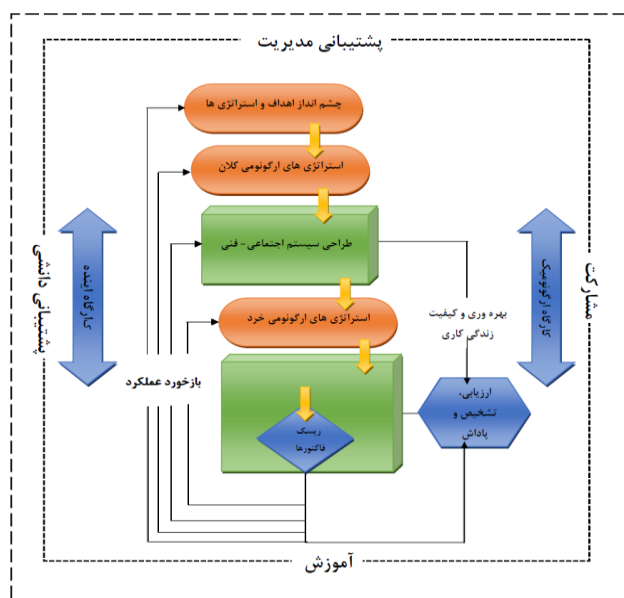 پشتیبانی مدیریت
چشم انداز اهداف و استراتژی ها
استراتژی های ارگونومی کلان
طراحی سیستم اجتماعی - فنی
مشارکت
کارگاه ارگونومیک
کارگاه اینده
پشتیبانی دانشی
بهره وری و کیفیت
زندگی کاری
استراتژی های ارگونومی خرد
بازخورد عملکرد
ارزیابی،
تشخیص و
پاداش
ریسک
فاکتورها
آموزش